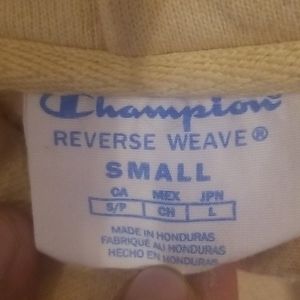 Champion
REVERSE WEAVE®
SMALL
CA MEX JPN
S/P CH L
MADE IN HONDURAS
FABRIQUÉ AU HONDURAS
HECHO EN HONDURAS